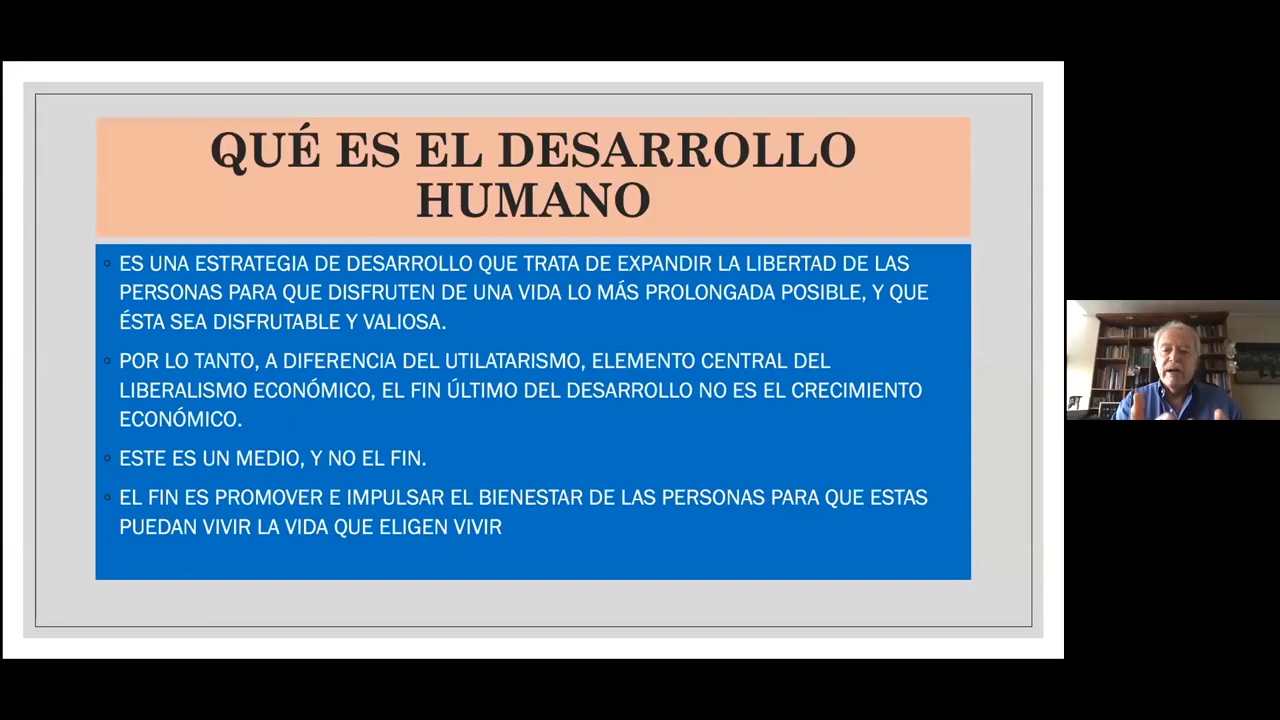 QUÉ ES EL DESARROLLO
HUMANO
ES UNA ESTRATEGIA DE DESARROLLO QUE TRATA DE EXPANDIR LA LIBERTAD DE LAS
PERSONAS PARA QUE DISFRUTEN DE UNA VIDA LO MÁS PROLONGADA POSIBLE, Y QUE
ÉSTA SEA DISFRUTABLE Y VALIOSA.
POR LO TANTO, A DIFERENCIA DEL UTILATARISMO, ELEMENTO CENTRAL DEL
LIBERALISMO ECONÓMICO, EL FIN ÚLTIMO DEL DESARROLLO NO ES EL CRECIMIENTO
ECONÓMICO.
ESTE ES UN MEDIO, Y NO EL FIN.
EL FIN ES PROMOVER E IMPULSAR EL BIENESTAR DE LAS PERSONAS PARA QUE ESTAS
PUEDAN VIVIR LA VIDA QUE ELIGEN VIVIR